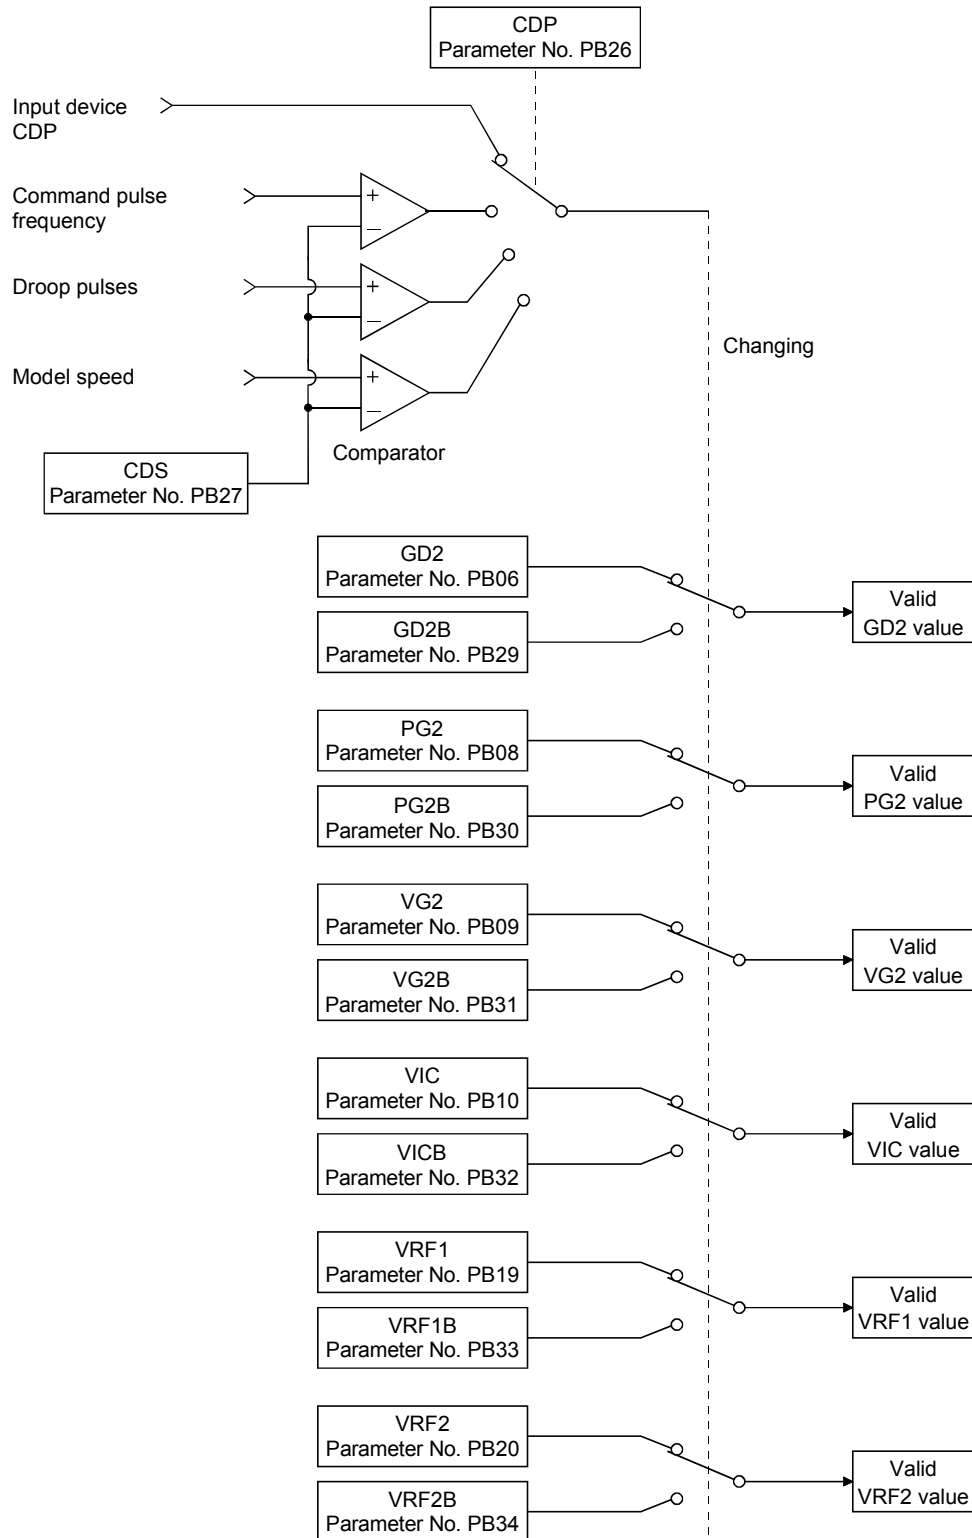 CDP
Parameter No. PB26
Input device
CDP
Command pulse
frequency
+
−
Droop pulses
+
−
Changing
Model speed
+
−
Comparator
CDS
Parameter No. PB27
GD2
Parameter No. PB06
Valid
GD2 value
GD2B
Parameter No. PB29
PG2
Parameter No. PB08
Valid
PG2 value
PG2B
Parameter No. PB30
VG2
Parameter No. PB09
Valid
VG2 value
VG2B
Parameter No. PB31
VIC
Parameter No. PB10
Valid
VIC value
VICB
Parameter No. PB32
VRF1
Parameter No. PB19
Valid
VRF1 value
VRF1B
Parameter No. PB33
VRF2
Parameter No. PB20
Valid
VRF2 value
VRF2B
Parameter No. PB34